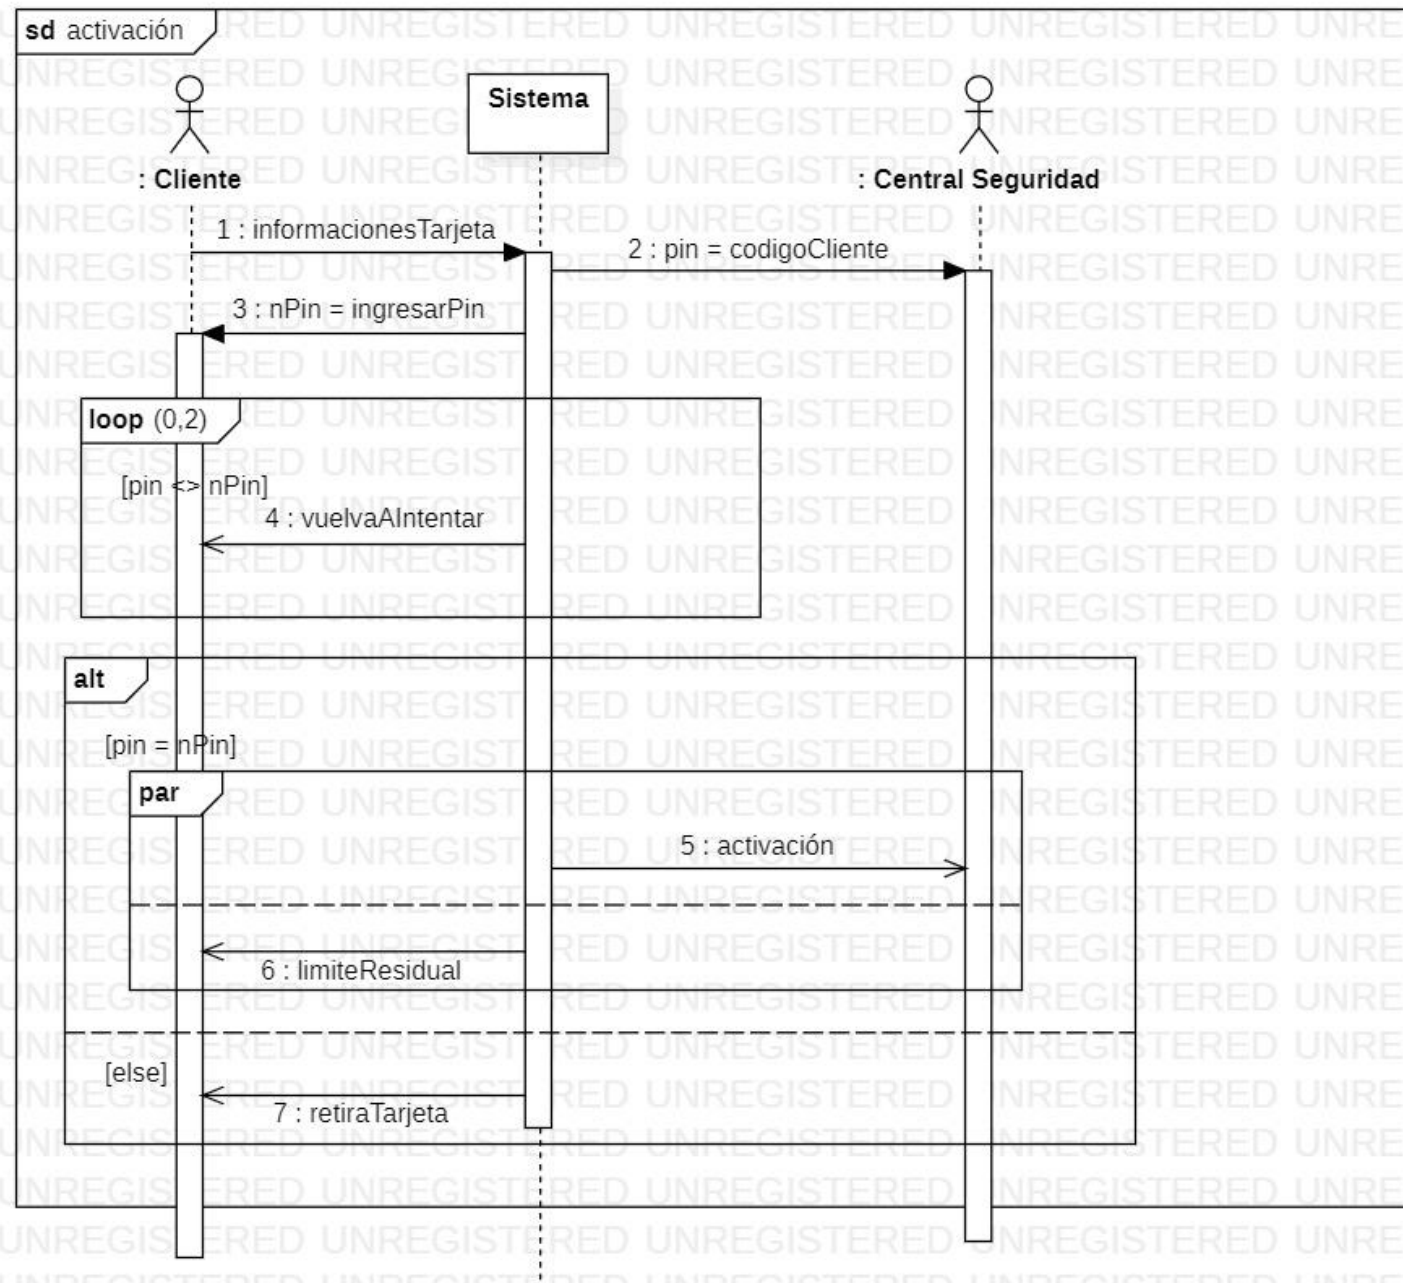 sd activación
Sistema
: Cliente
: Central Seguridad
1 : informacionesTarjeta
2 : pin = codigoCliente
3 : nPin = ingresarPin
loop (0,2)
[pin <> nPin]
4 : vuelvaAIntentar
alt
[pin = nPin]
par
5 : activación
6 : limiteResidual
[else]
7 : retiraTarjeta
UNREGISTERED